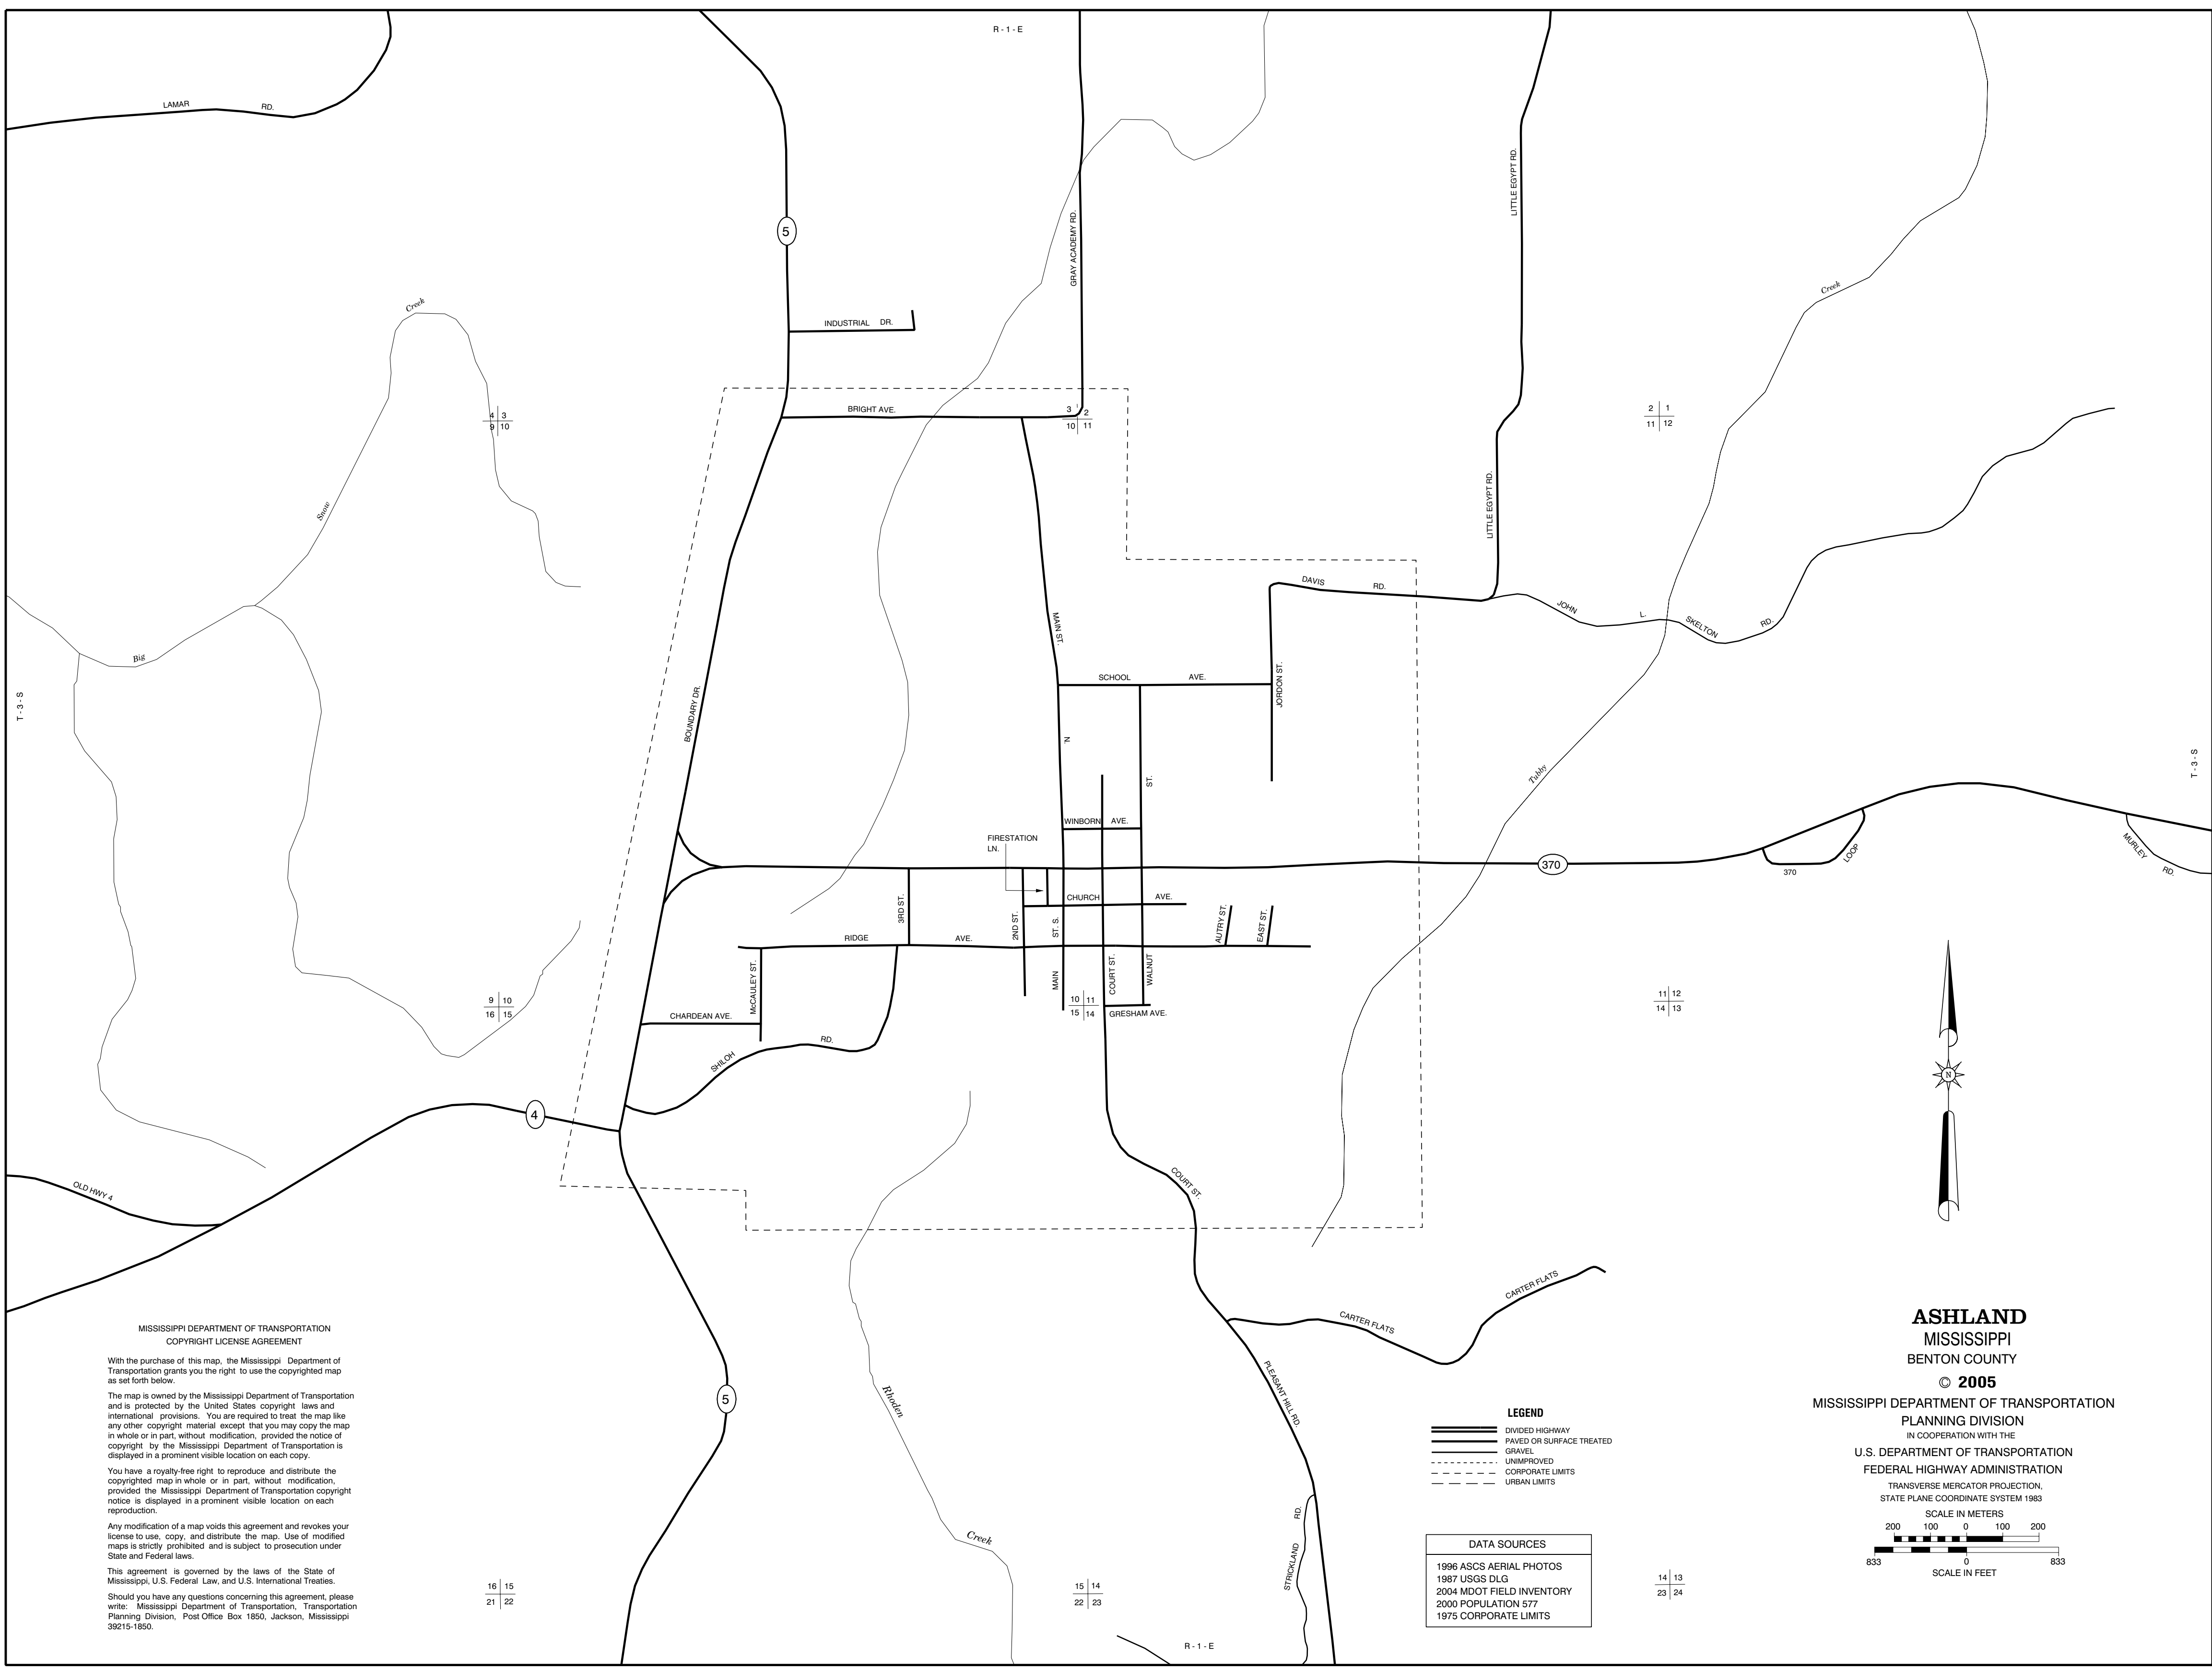 R - 1 - E
LAMAR RD.
5
LITTLE EGYPT RD.
GRAY ACADEMY RD.
Creek
Creek
INDUSTRIAL DR.
BRIGHT AVE.
4 3
9 10
3 2
10 11
2 1
11 12
Snow
LITTLE EGYPT RD.
DAVIS RD.
JOHN L. SKELTON RD.
MAIN ST.
Big
SCHOOL AVE.
JORDON ST.
T - 3 - S
BOUNDARY DR.
N.
T - 3 - S
Tubby
ST.
WINBORN AVE.
FIRESTATION
LN.
370
LOOP
370
MURLEY RD.
CHURCH AVE.
3RD ST.
2ND ST.
ST. S.
AUTRY ST.
EAST ST.
RIDGE AVE.
McCAULEY ST.
MAIN
COURT ST.
WALNUT
9 10
16 15
10 11
15 14
11 12
14 13
CHARDEAN AVE.
GRESHAM AVE.
SHILOH RD.
N
4
OLD HWY 4
COURT ST.
CARTER FLATS
CARTER FLATS
PLEASANT HILL RD.
5
Rhoden
Creek
STRICKLAND RD.
16 15
21 22
15 14
22 23
14 13
23 24
R - 1 - E
MISSISSIPPI DEPARTMENT OF TRANSPORTATION
COPYRIGHT LICENSE AGREEMENT
With the purchase of this map, the Mississippi Department of
Transportation grants you the right to use the copyrighted map
as set forth below.
The map is owned by the Mississippi Department of Transportation
and is protected by the United States copyright laws and
international provisions. You are required to treat the map like
any other copyright material except that you may copy the map
in whole or in part, without modification, provided the notice of
copyright by the Mississippi Department of Transportation is
displayed in a prominent visible location on each copy.
You have a royalty-free right to reproduce and distribute the
copyrighted map in whole or in part, without modification,
provided the Mississippi Department of Transportation copyright
notice is displayed in a prominent visible location on each
reproduction.
Any modification of a map voids this agreement and revokes your
license to use, copy, and distribute the map. Use of modified
maps is strictly prohibited and is subject to prosecution under
State and Federal laws.
This agreement is governed by the laws of the State of
Mississippi, U.S. Federal Law, and U.S. International Treaties.
Should you have any questions concerning this agreement, please
write: Mississippi Department of Transportation, Transportation
Planning Division, Post Office Box 1850, Jackson, Mississippi
39215-1850.
LEGEND
DIVIDED HIGHWAY
PAVED OR SURFACE TREATED
GRAVEL
UNIMPROVED
CORPORATE LIMITS
URBAN LIMITS
DATA SOURCES
1996 ASCS AERIAL PHOTOS
1987 USGS DLG
2004 MDOT FIELD INVENTORY
2000 POPULATION 577
1975 CORPORATE LIMITS
ASHLAND
MISSISSIPPI
BENTON COUNTY
© 2005
MISSISSIPPI DEPARTMENT OF TRANSPORTATION
PLANNING DIVISION
IN COOPERATION WITH THE
U.S. DEPARTMENT OF TRANSPORTATION
FEDERAL HIGHWAY ADMINISTRATION
TRANSVERSE MERCATOR PROJECTION,
STATE PLANE COORDINATE SYSTEM 1983
SCALE IN METERS
200 100 0 100 200
833 0 833
SCALE IN FEET